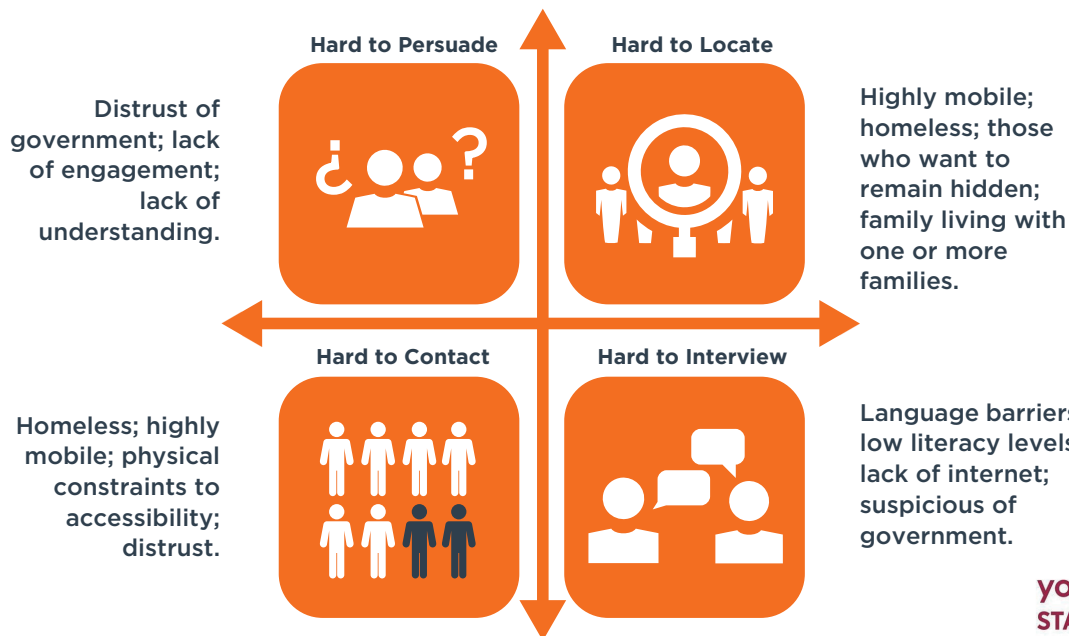 Hard to Persuade
Distrust of
government; lack
of engagement;
lack of
understanding.
¿ ?
Hard to Locate
Highly mobile;
homeless; those
who want to
remain hidden;
family living with
one or more
families.
Hard to Contact
Homeless; highly
mobile; physical
constraints to
accessibility;
distrust.
Hard to Interview
Language barriers
low literacy levels
lack of internet;
suspicious of
government.